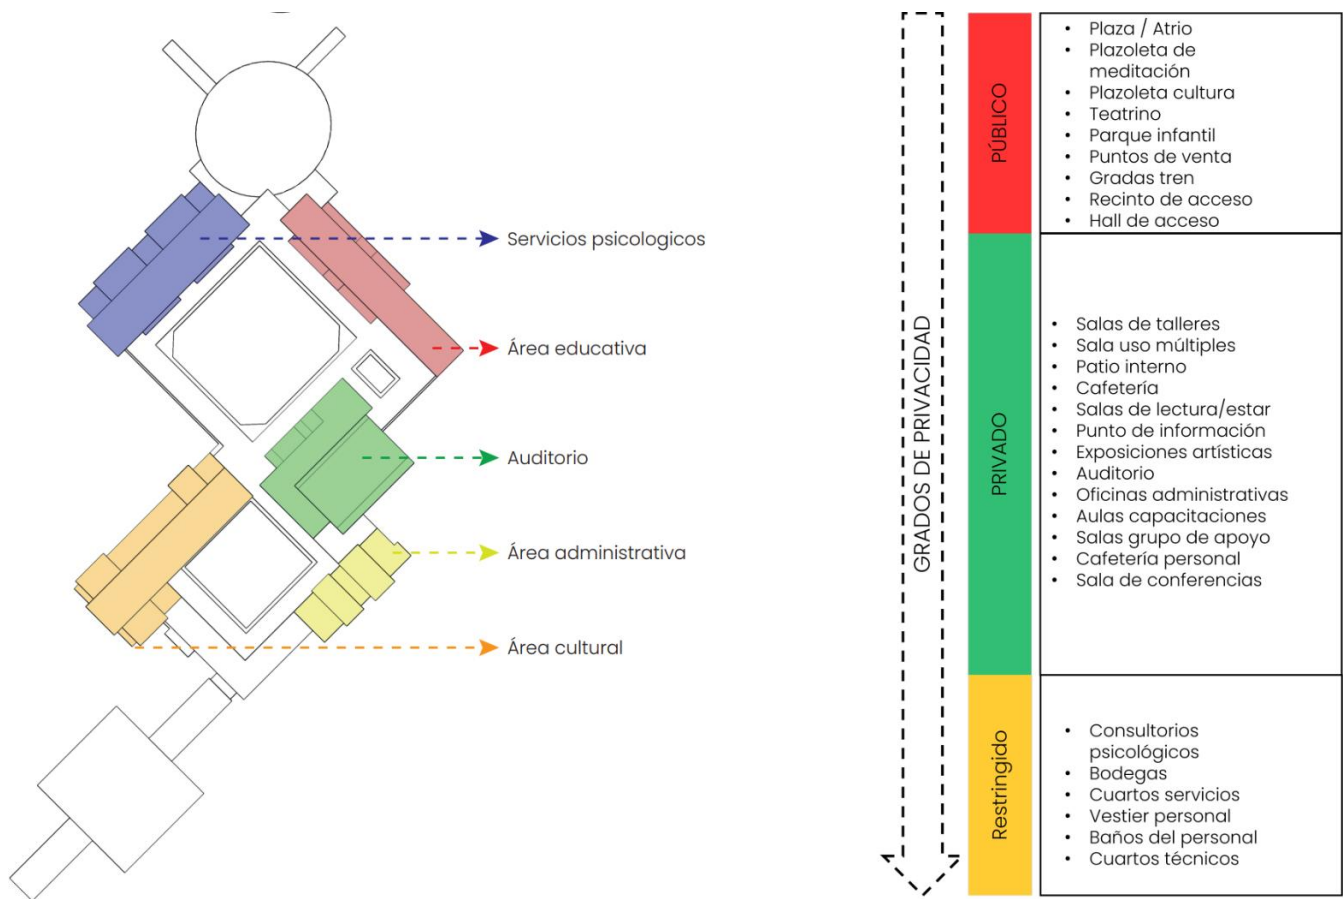 Servicios psicologicos
Área educativa
Auditorio
Área administrativa
Área cultural
GRADOS DE PRIVACIDAD
PÚBLICO
• Plaza / Atrio
• Plazoleta de
meditación
• Plazoleta cultura
• Teatrino
• Parque infantil
• Puntos de venta
• Gradas tren
• Recinto de acceso
• Hall de acceso
PRIVADO
• Salas de talleres
• Sala uso múltiples
• Patio interno
• Cafetería
• Salas de lectura/estar
• Punto de información
• Exposiciones artísticas
• Auditorio
• Oficinas administrativas
• Aulas capacitaciones
• Salas grupo de apoyo
• Cafetería personal
• Sala de conferencias
Restringido
• Consultorios
psicológicos
• Bodegas
• Cuartos servicios
• Vestier personal
• Baños del personal
• Cuartos técnicos